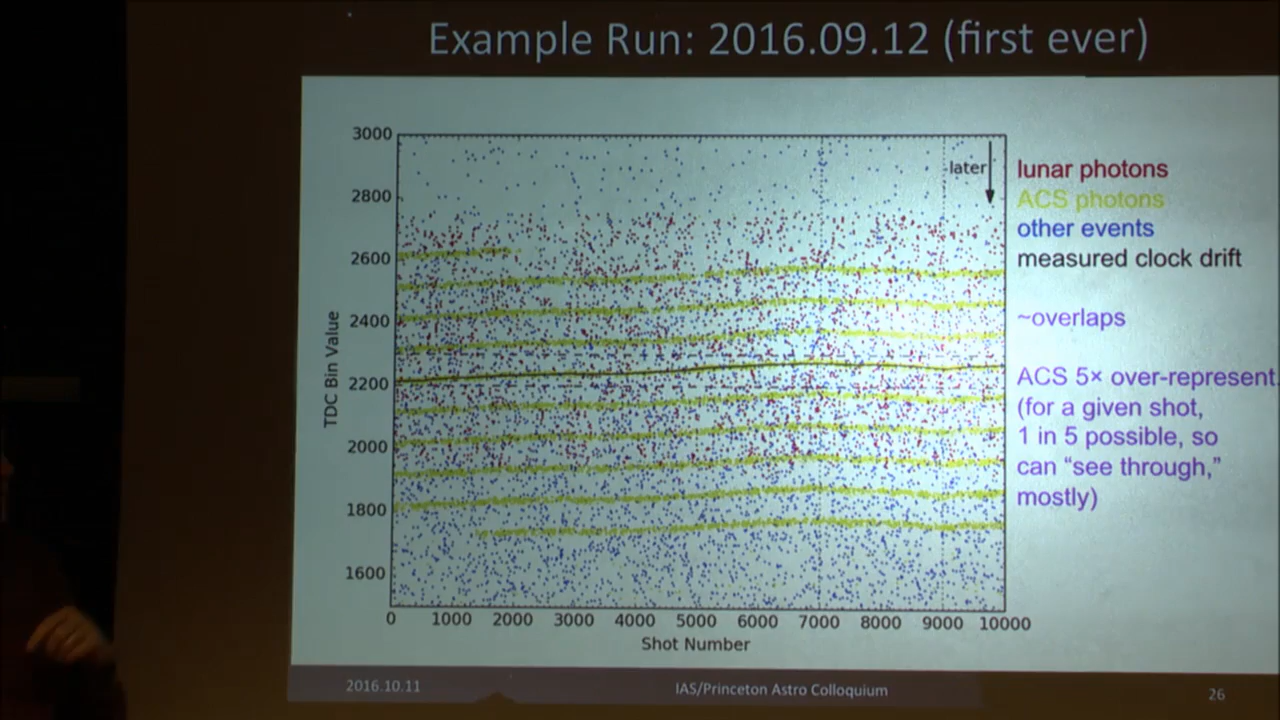 Example Run: 2016.09.12 (first ever)
3000
2800
2600
2400
2200
2000
1800
1600
TDC Bin Value
0 1000 2000 3000 4000 5000 6000 7000 8000 9000 10000
Shot Number
later
lunar photons
ACS photons
other events
measured clock drift
~overlaps
ACS 5× over-represent
(for a given shot,
1 in 5 possible, so
can “see through,”
mostly)
2016.10.11
IAS/Princeton Astro Colloquium
26